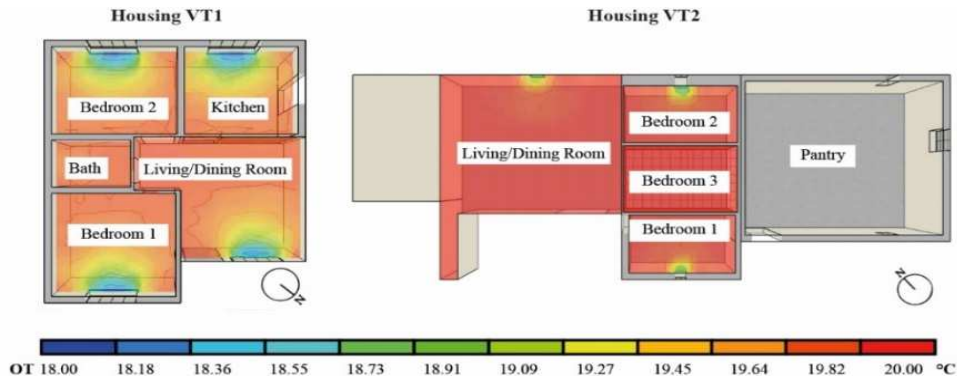 Housing VT1
Housing VT2
Bedroom 2
Kitchen
Bath
Living/Dining Room
Bedroom 1
N
Living/Dining Room
Bedroom 2
Bedroom 3
Bedroom 1
Pantry
N
OT 18.00 18.18 18.36 18.55 18.73 18.91 19.09 19.27 19.45 19.64 19.82 20.00 °C